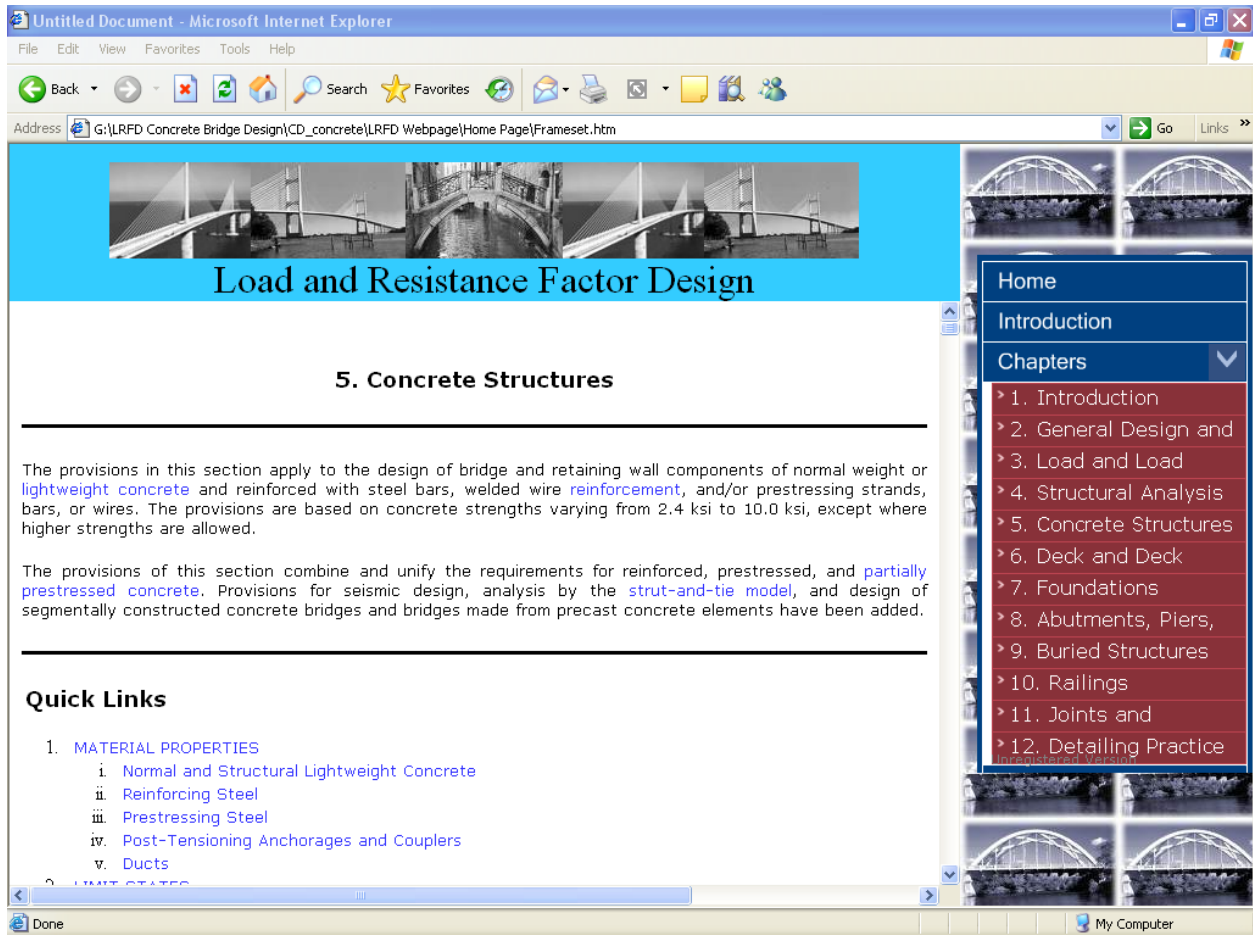 Untitled Document - Microsoft Internet Explorer
File Edit View Favorites Tools Help
Back Search Favorites
Address G:\LRFD Concrete Bridge Design\CD_concrete\LRFD Webpage\Home Page\Frameset.htm Go Links »
Load and Resistance Factor Design
5. Concrete Structures
The provisions in this section apply to the design of bridge and retaining wall components of normal weight or
lightweight concrete and reinforced with steel bars, welded wire reinforcement, and/or prestressing strands,
bars, or wires. The provisions are based on concrete strengths varying from 2.4 ksi to 10.0 ksi, except where
higher strengths are allowed.
The provisions of this section combine and unify the requirements for reinforced, prestressed, and partially
prestressed concrete. Provisions for seismic design, analysis by the strut-and-tie model, and design of
segmentally constructed concrete bridges and bridges made from precast concrete elements have been added.
Quick Links
1. MATERIAL PROPERTIES
i. Normal and Structural Lightweight Concrete
ii. Reinforcing Steel
iii. Prestressing Steel
iv. Post-Tensioning Anchorages and Couplers
v. Ducts
2. LIMIT STATES
Home
Introduction
Chapters
1. Introduction
2. General Design and
3. Load and Load
4. Structural Analysis
5. Concrete Structures
6. Deck and Deck
7. Foundations
8. Abutments, Piers,
9. Buried Structures
10. Railings
11. Joints and
12. Detailing Practice
Unregistered Version
Done My Computer